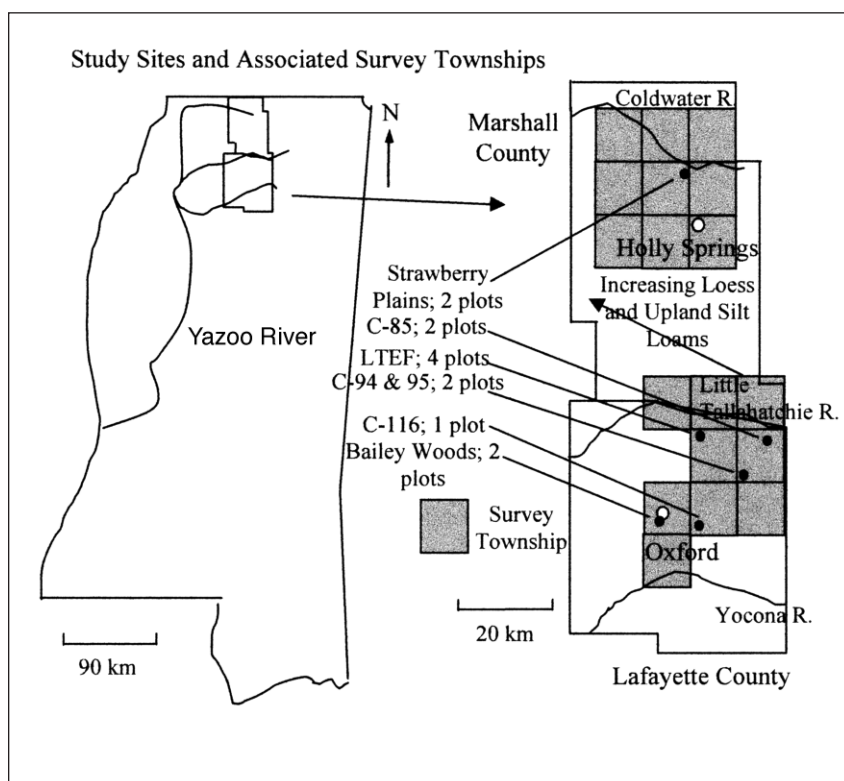 Study Sites and Associated Survey Townships
N
Yazoo River
90 km
Marshall
County
Coldwater R.
Holly Springs
Increasing Loess
and Upland Silt
Loams
Strawberry
Plains; 2 plots
C-85; 2 plots
LTEF; 4 plots
C-94 & 95; 2 plots
C-116; 1 plot
Bailey Woods; 2
plots
Little
Tallahatchie R.
Survey
Township
Oxford
20 km
Yocona R.
Lafayette County